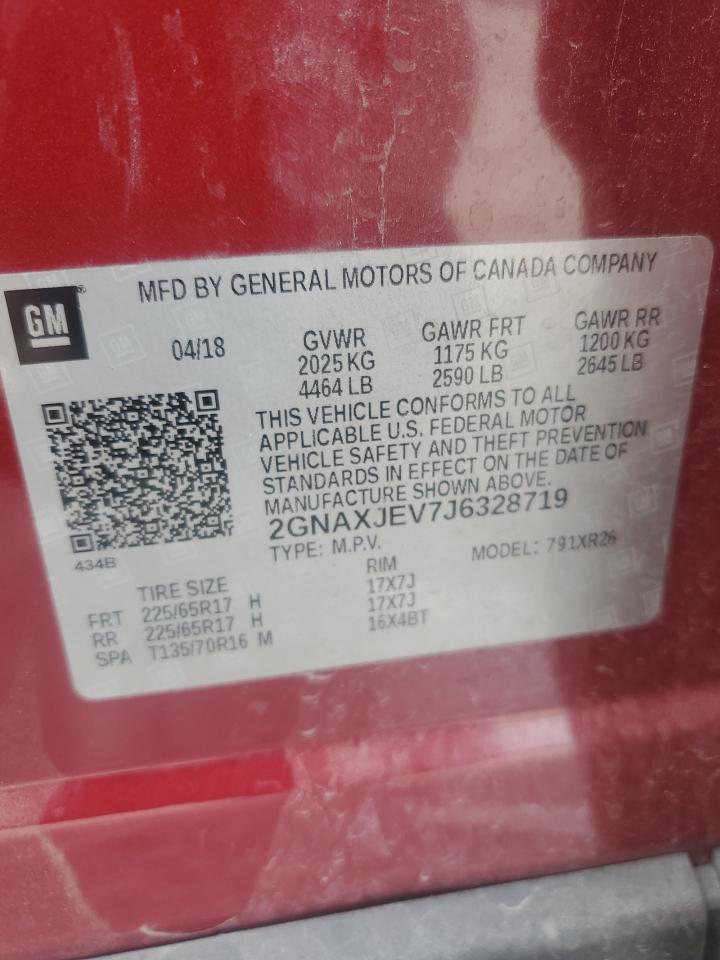 MFD BY GENERAL MOTORS OF CANADA COMPANY
GM ®
04/18 GVWR GAWR FRT GAWR RR
2025 KG 1175 KG 1200 KG
4464 LB 2590 LB 2645 LB
THIS VEHICLE CONFORMS TO ALL
APPLICABLE U.S. FEDERAL MOTOR
VEHICLE SAFETY AND THEFT PREVENTION
STANDARDS IN EFFECT ON THE DATE OF
MANUFACTURE SHOWN ABOVE.
2GNAXJEV7J6328719
434B
TYPE: M.P.V. MODEL: 791XR26
TIRE SIZE RIM
FRT 225/65R17 H 17X7J
RR 225/65R17 H 17X7J
SPA T135/70R16 M 16X4BT